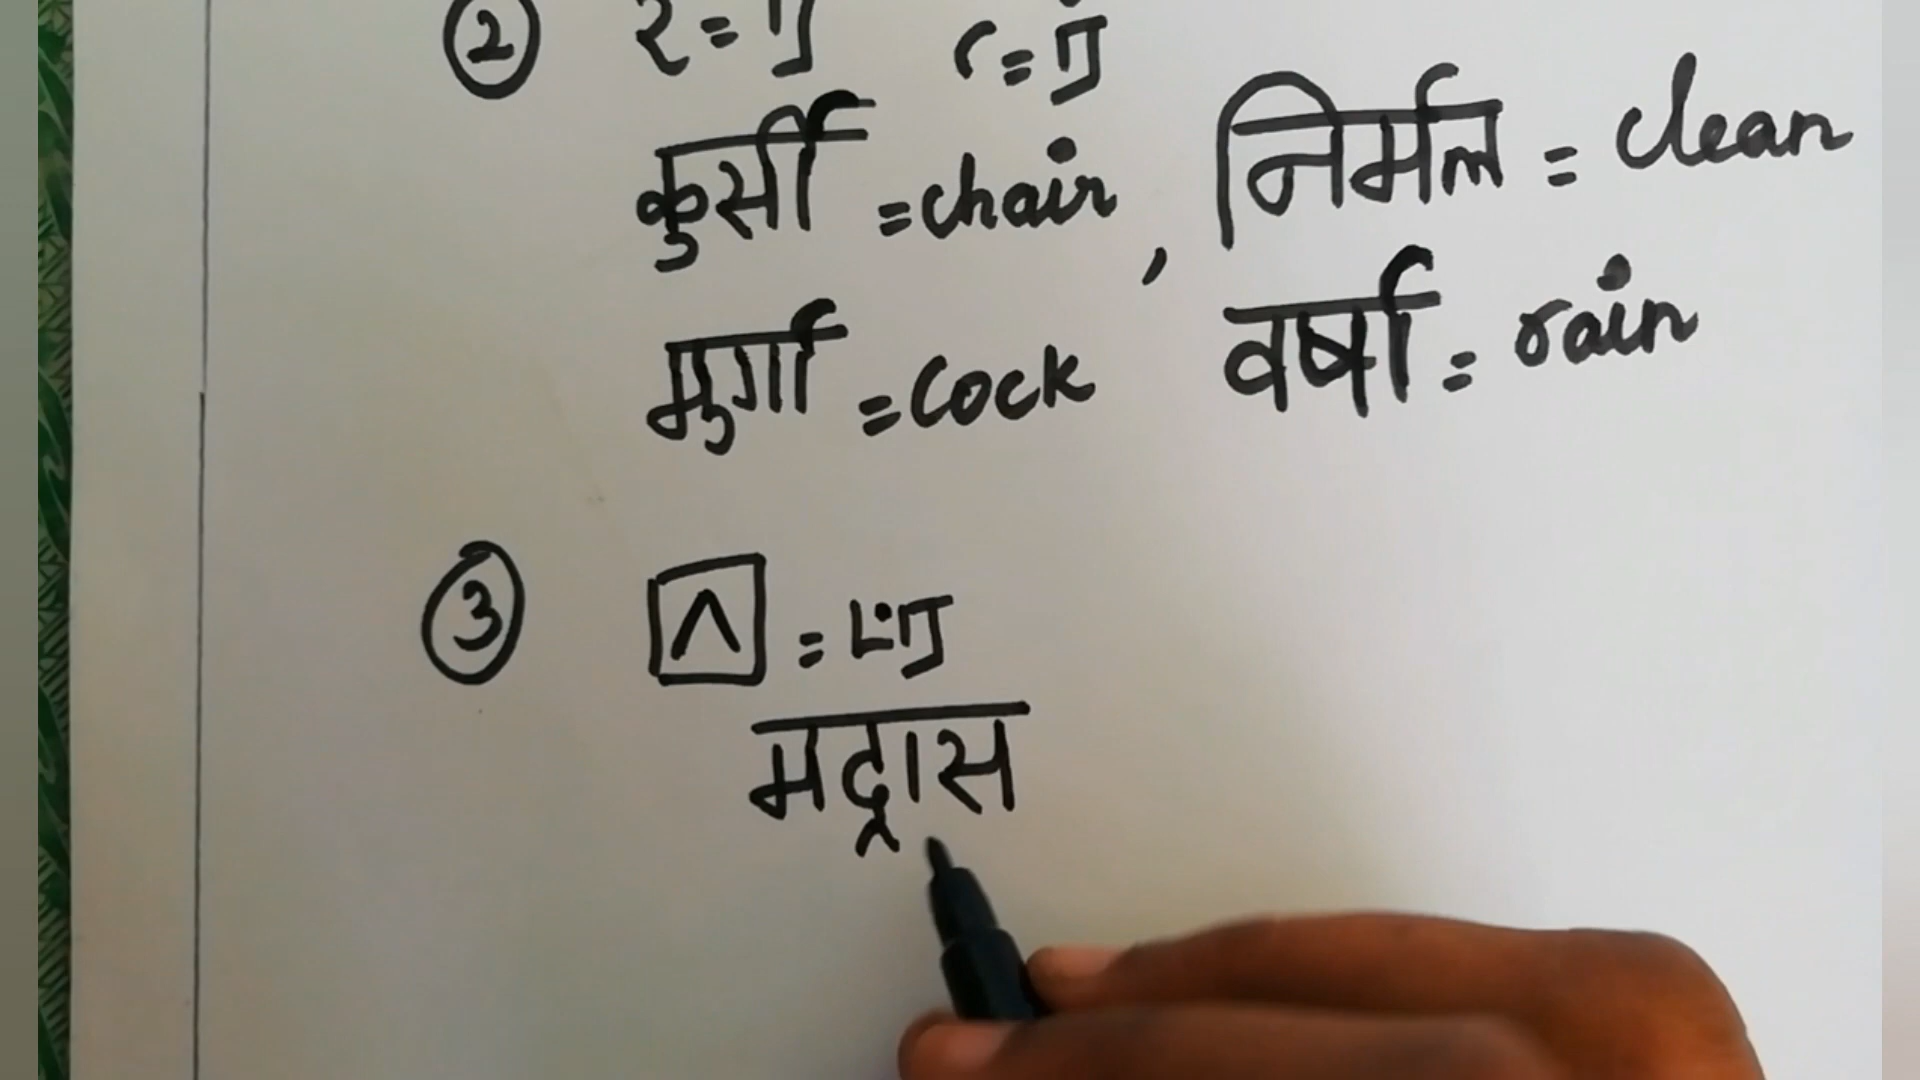 2 र = ர ʳ = ர்
कुर्सी = chair, निर्मल = clean
मुर्गा = cock वर्षा = rain
3 ^ = ட்ர
मद्रास